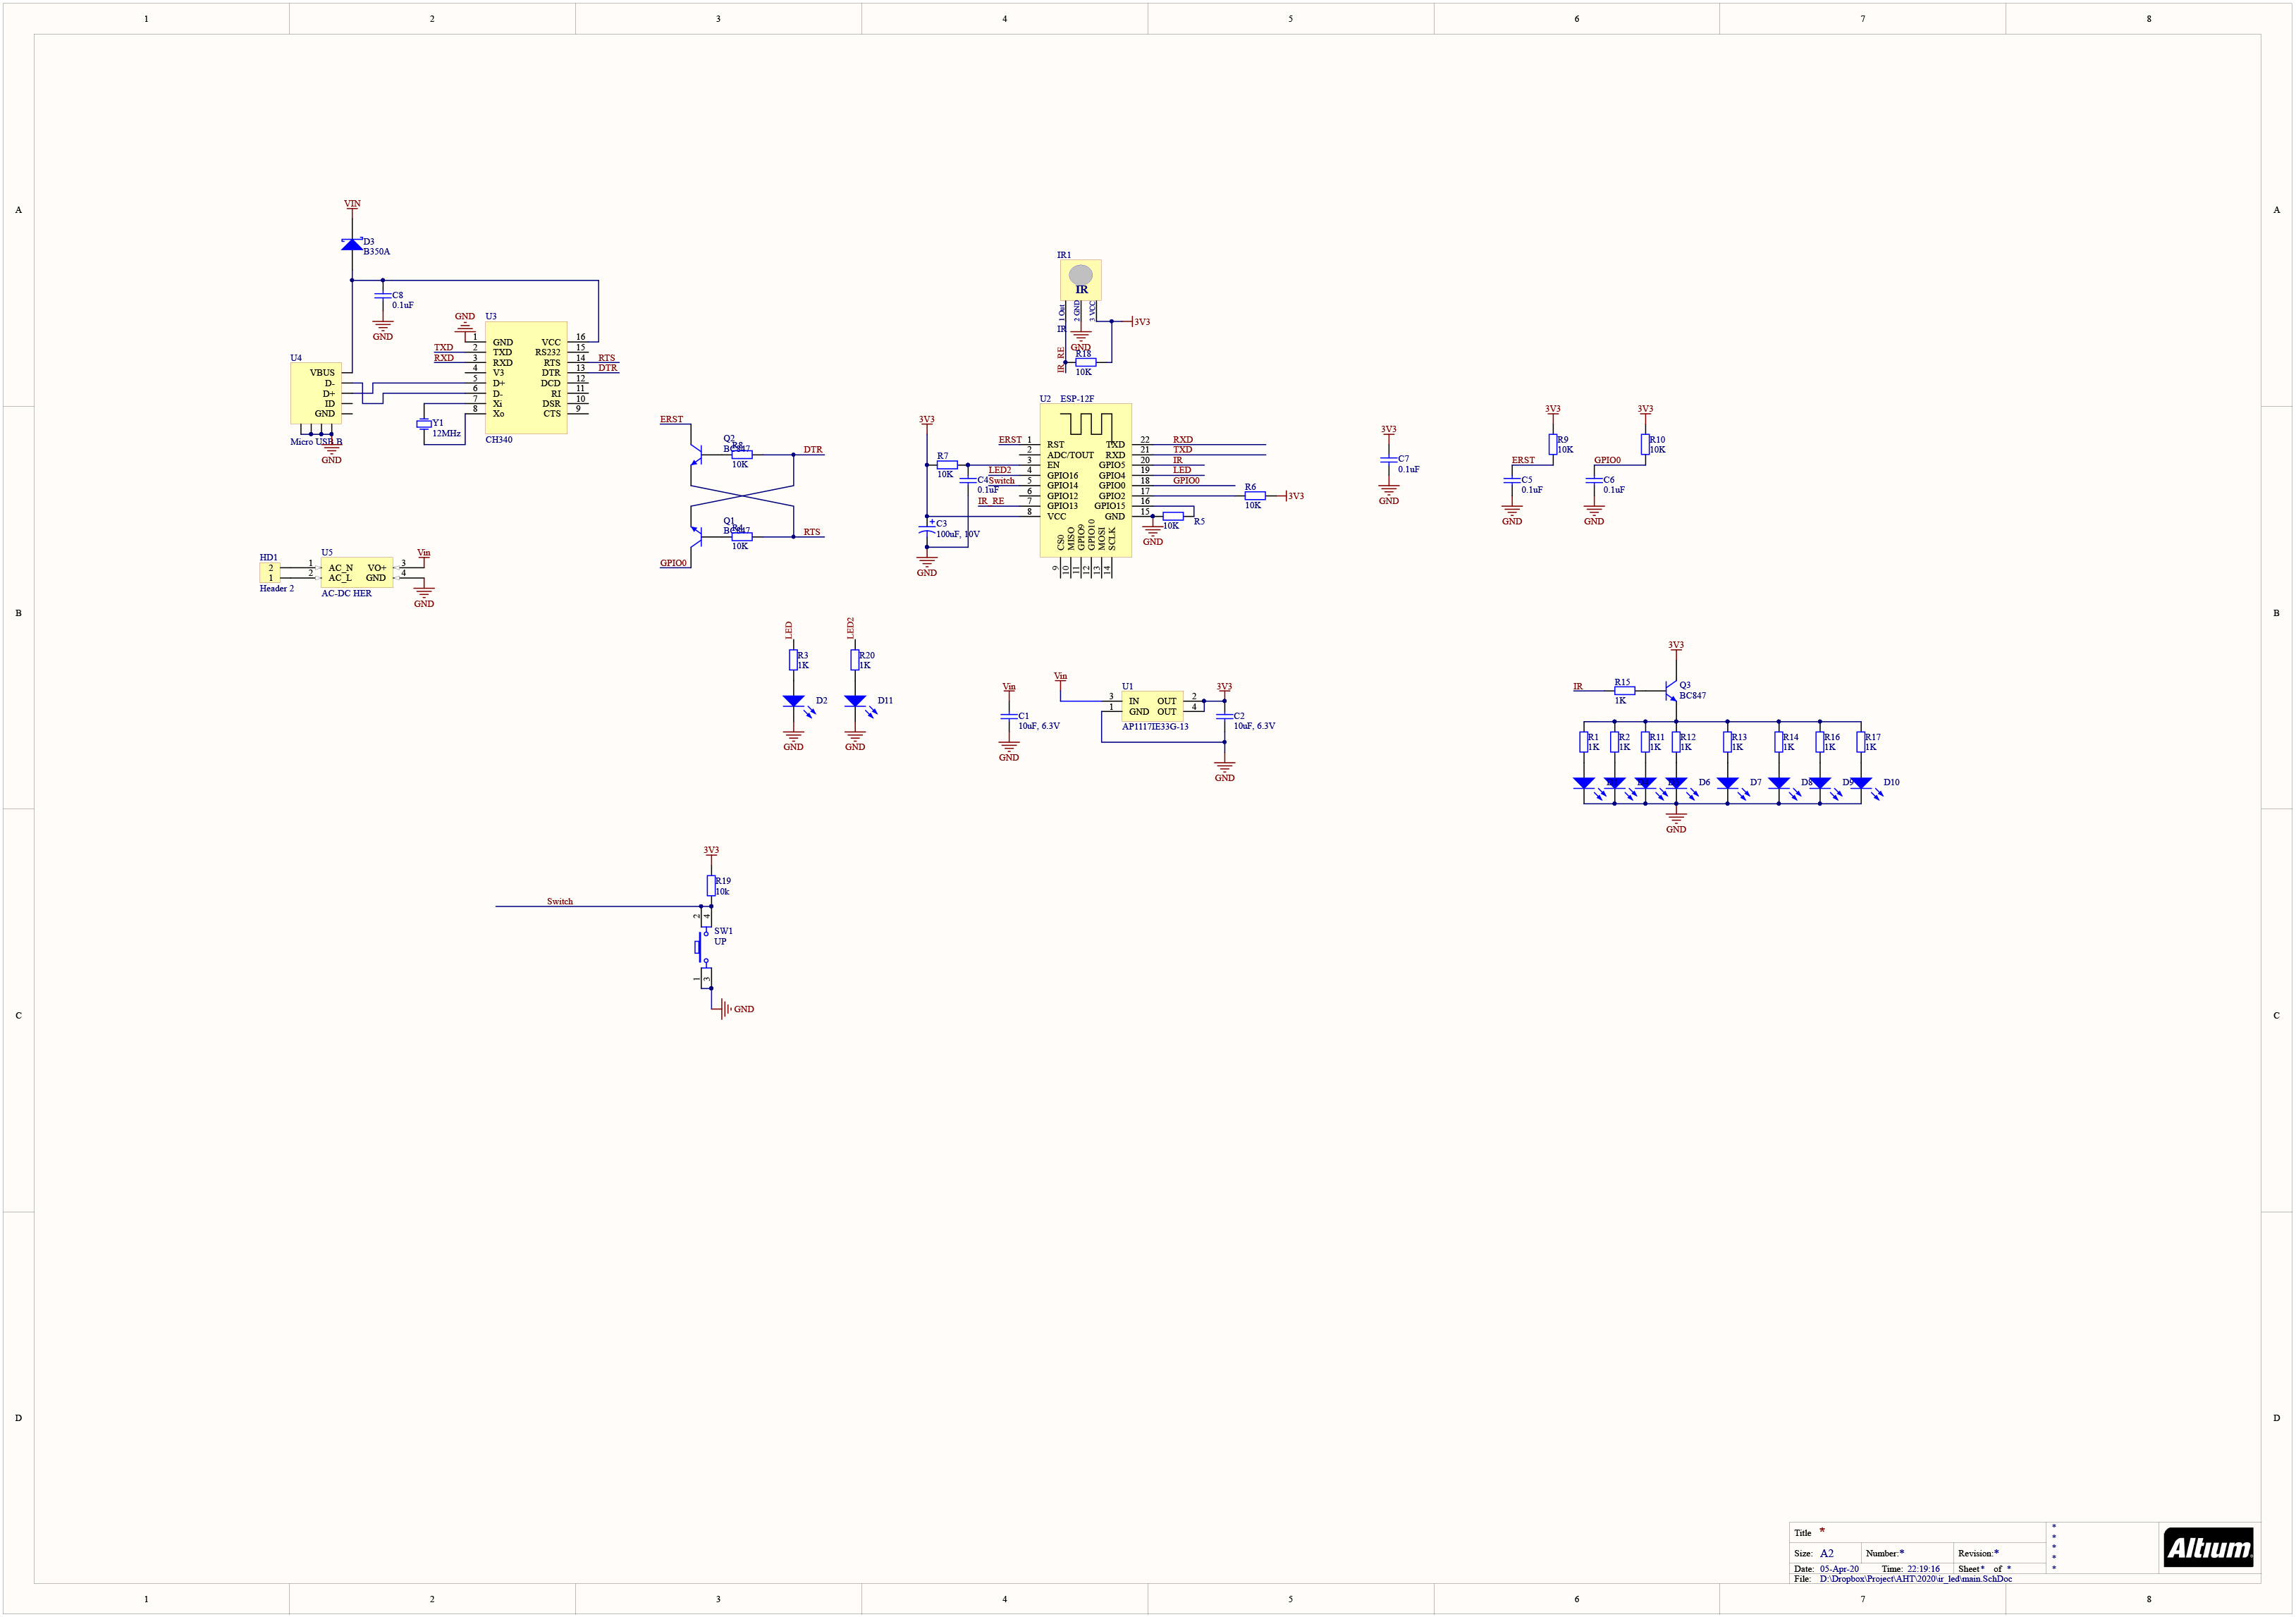 1 2 3 4 5 6 7 8
A A
VIN
D3
B350A
C8
0.1uF
GND
GND
U3
1 GND VCC 16
TXD 2 TXD RS232 15
RXD 3 RXD RTS 14 RTS
4 V3 DTR 13 DTR
5 D+ DCD 12
6 D- RI 11
7 Xi DSR 10
8 Xo CTS 9
CH340
U4
VBUS
D-
D+
ID
GND
Micro USB B
GND
Y1
12MHz
IR1
IR
1 Out
2 GND
3 VCC
IR
GND
3V3
IR_RE
R18
10K
ERST
Q2
BC847
R8
10K
DTR
Q1
BC847
10K
RTS
GPIO0
U2 ESP-12F
ERST 1 RST TXD 22 RXD
2 ADC/TOUT RXD 21 TXD
3 EN GPIO5 20 IR
LED2 4 GPIO16 GPIO4 19 LED
Switch 5 GPIO14 GPIO0 18 GPIO0
6 GPIO12 GPIO2 17
IR_RE 7 GPIO13 GPIO15 16
8 VCC GND 15
CS0 MISO GPIO9 GPIO10 MOSI SCLK
9 10 11 12 13 14
3V3
R7
10K
C4
0.1uF
C3
100uF, 10V
GND
R6
10K
3V3
10K
R5
GND
3V3
C7
0.1uF
GND
3V3
R9
10K
ERST
C5
0.1uF
GND
3V3
R10
10K
GPIO0
C6
0.1uF
GND
B B
HD1
2
1
Header 2
U5
1 AC_N VO+ 3
2 AC_L GND 4
AC-DC HER
Vin
GND
LED
R3
1K
D2
GND
LED2
R20
1K
D11
GND
Vin
C1
10uF, 6.3V
GND
Vin
U1
3 IN OUT 2
1 GND OUT 4
AP1117IE33G-13
3V3
C2
10uF, 6.3V
GND
3V3
IR
R15
1K
Q3
BC847
R1 R2 R11 R12 R13 R14 R16 R17
1K 1K 1K 1K 1K 1K 1K 1K
D6 D7 D8 D9 D10
GND
3V3
R19
10k
Switch
2 4
SW1
UP
1 3
GND
C C
D D
Title *
Size: A2 Number:* Revision:*
Date: 05-Apr-20 Time: 22:19:16 Sheet* of *
File: D:\Dropbox\Project\AHT\2020\ir_led\main.SchDoc
*
*
*
*
*
Altium
1 2 3 4 5 6 7 8